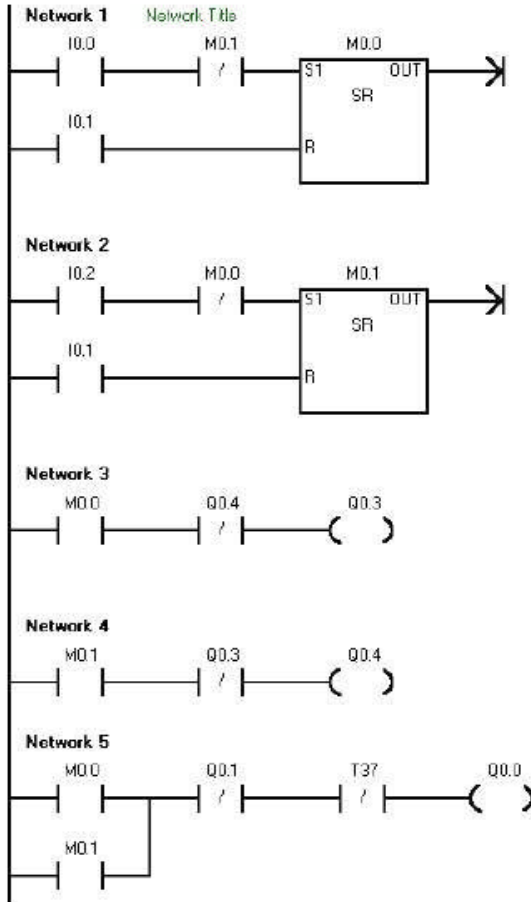 Network 1 Network Title
I0.0 M0.1 M0.0
/ S1 OUT
SR
I0.1
R
Network 2
I0.2 M0.0 M0.1
/ S1 OUT
SR
I0.1
R
Network 3
M0.0 Q0.4 Q0.3
/
Network 4
M0.1 Q0.3 Q0.4
/
Network 5
M0.0 Q0.1 T37 Q0.0
/ /
M0.1